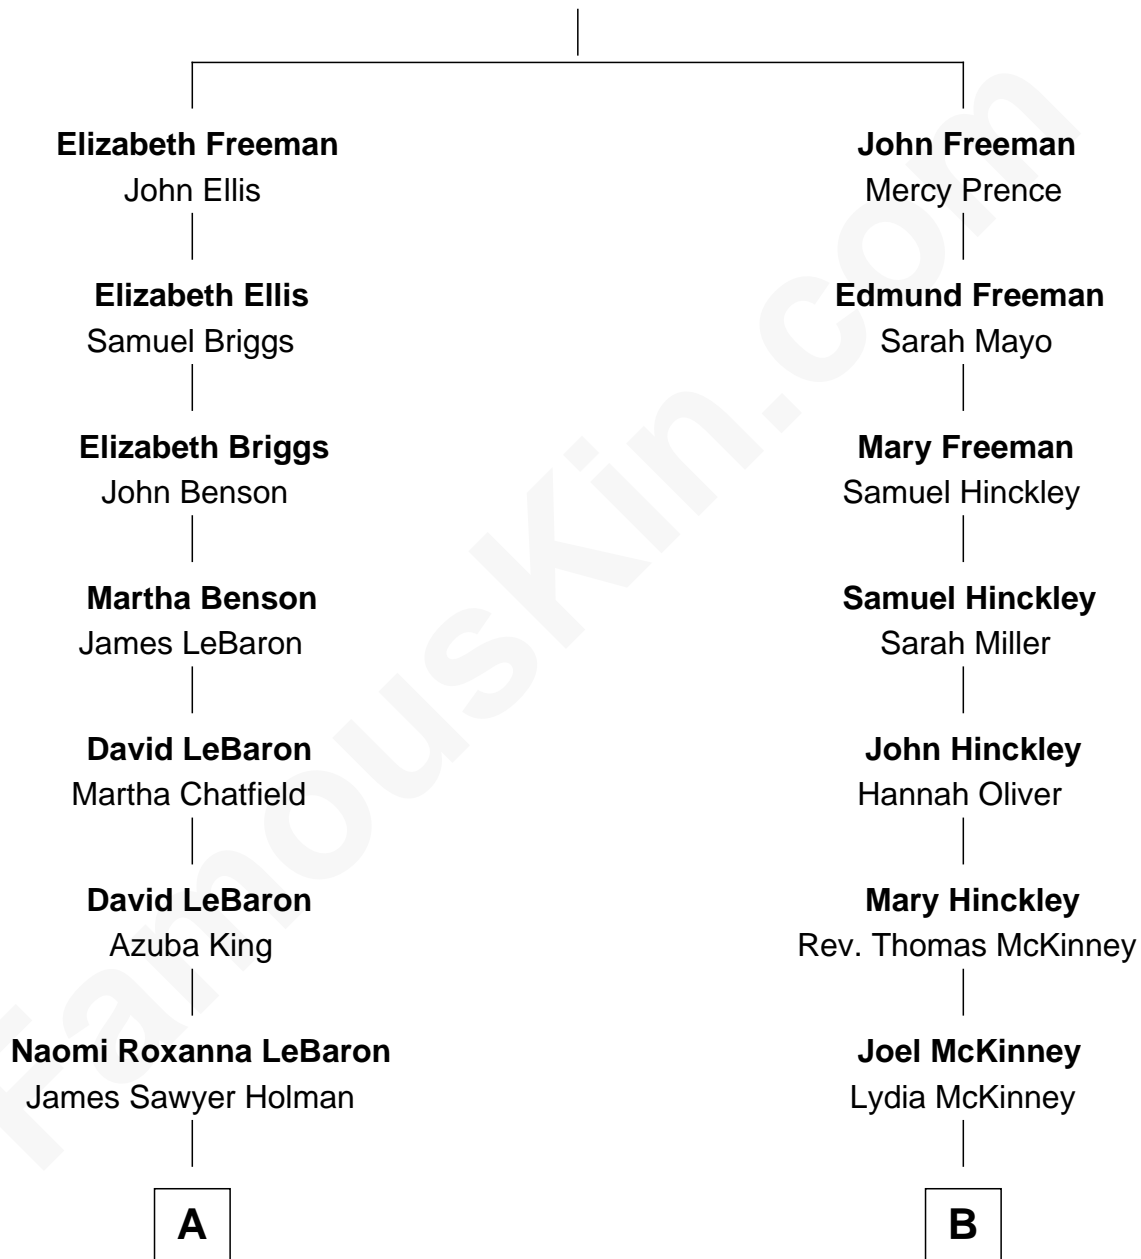 Elizabeth Freeman
John Ellis
Elizabeth Ellis
Samuel Briggs
Elizabeth Briggs
John Benson
Martha Benson
James LeBaron
David LeBaron
Martha Chatfield
David LeBaron
Azuba King
Naomi Roxanna LeBaron
James Sawyer Holman
A
John Freeman
Mercy Prence
Edmund Freeman
Sarah Mayo
Mary Freeman
Samuel Hinckley
Samuel Hinckley
Sarah Miller
John Hinckley
Hannah Oliver
Mary Hinckley
Rev. Thomas McKinney
Joel McKinney
Lydia McKinney
B
FamousKin.com